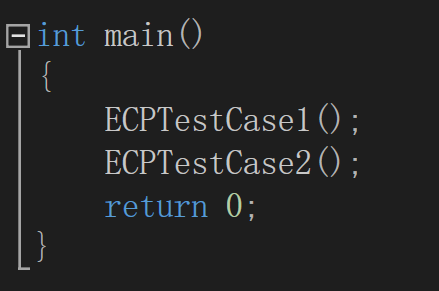 int main()
{
ECPTestCase1();
ECPTestCase2();
return 0;
}